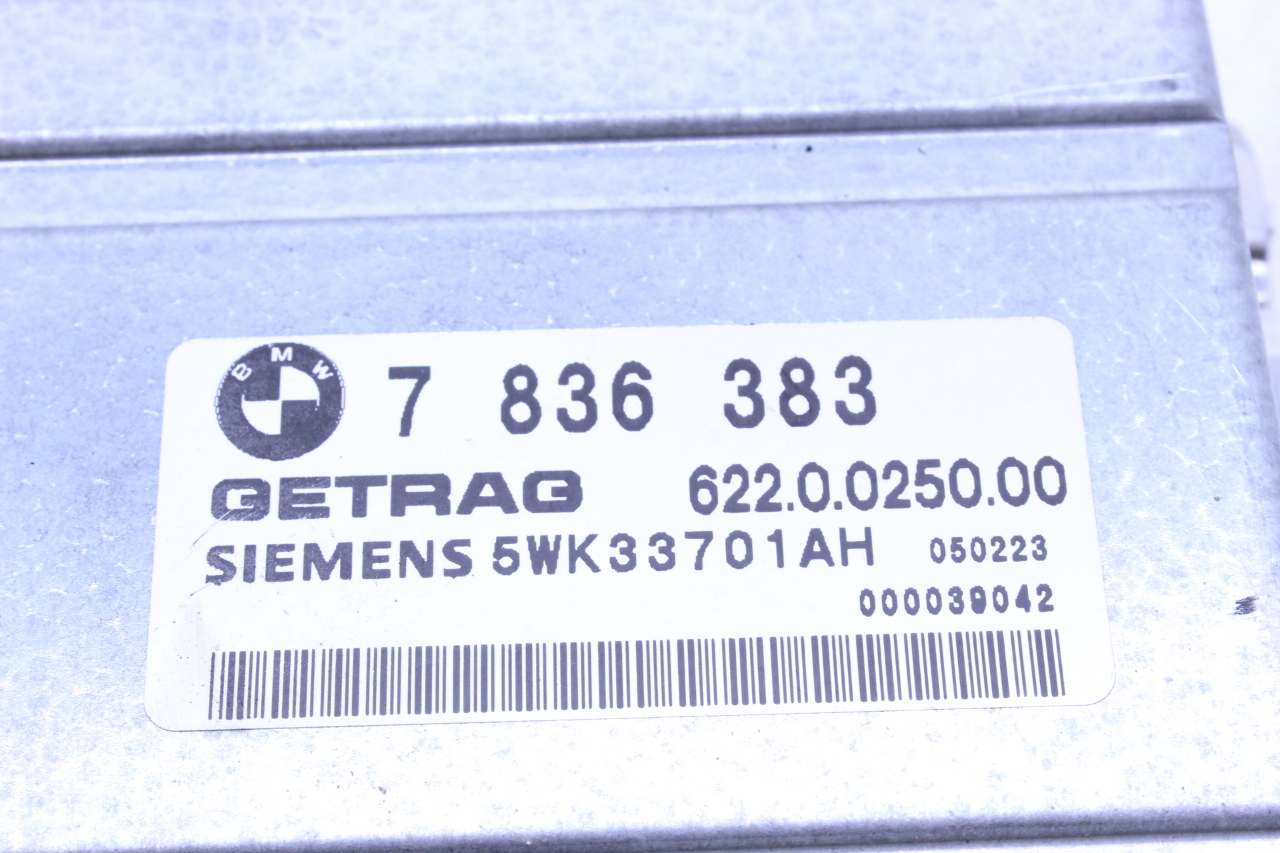 BMW 7 836 383
GETRAG 622.0.0250.00
SIEMENS 5WK33701AH 050223
000039042